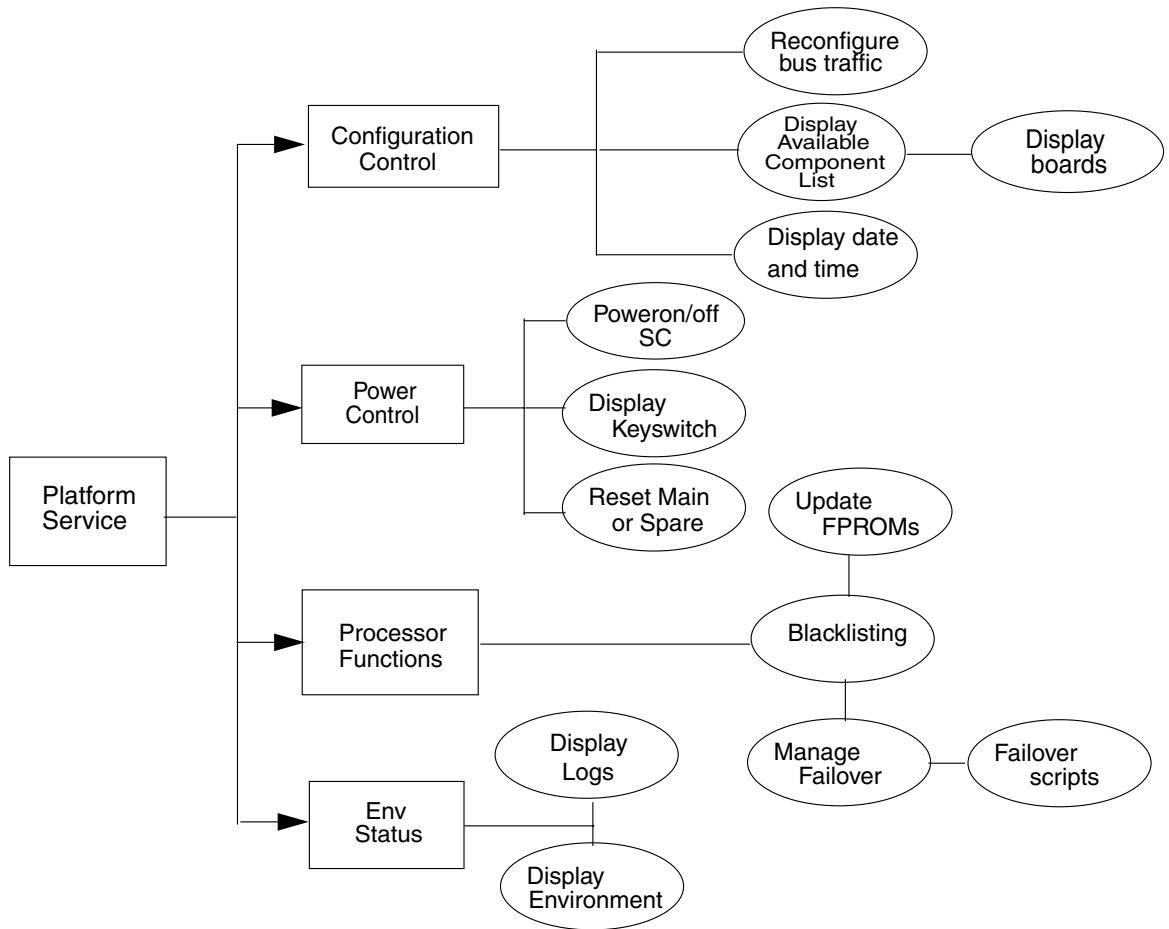 Reconfigure
bus traffic
Configuration
Control
Display
Available
Component
List
Display
boards
Display date
and time
Poweron/off
SC
Power
Control
Display
Keyswitch
Reset Main
or Spare
Platform
Service
Update
FPROMs
Processor
Functions
Blacklisting
Manage
Failover
Failover
scripts
Display
Logs
Env
Status
Display
Environment